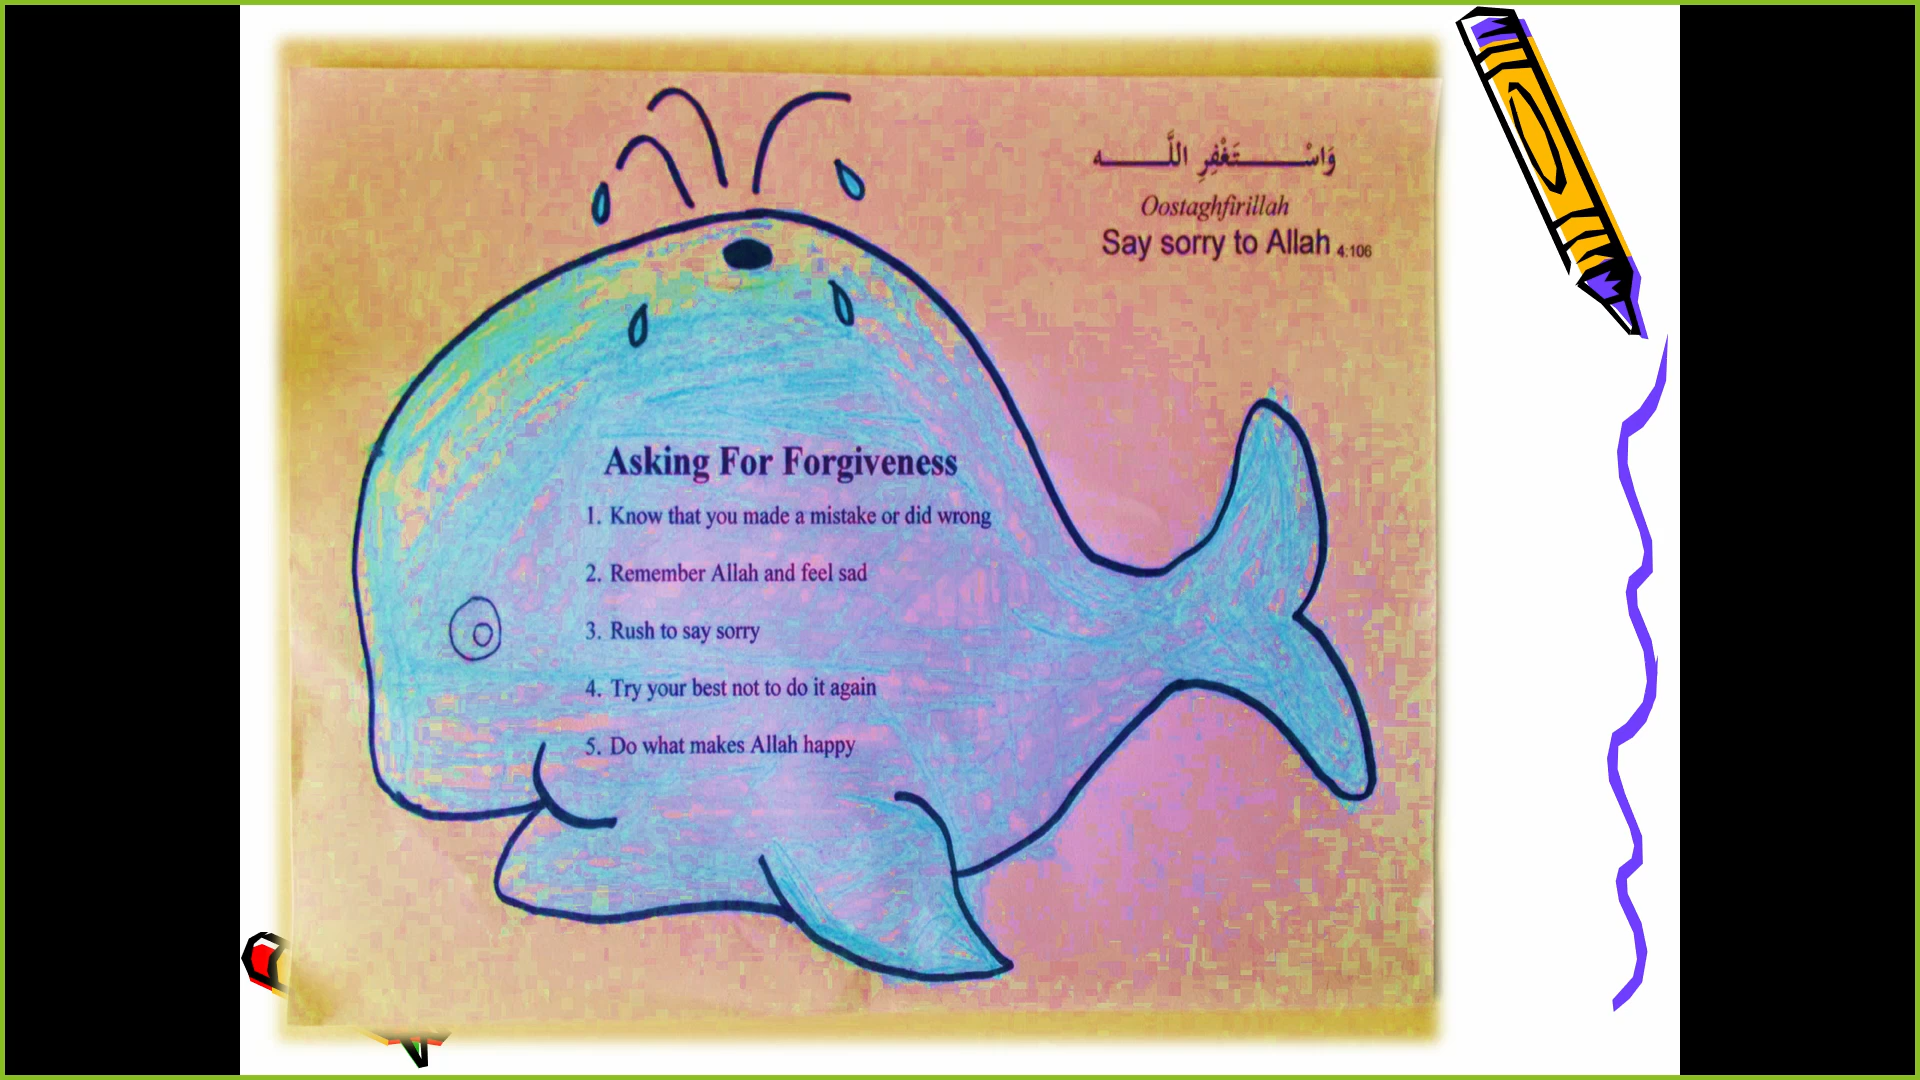 وَاسْــــتَغْفِرِ اللَّــــه
Oostaghfirillah
Say sorry to Allah 4:106
Asking For Forgiveness
1. Know that you made a mistake or did wrong
2. Remember Allah and feel sad
3. Rush to say sorry
4. Try your best not to do it again
5. Do what makes Allah happy